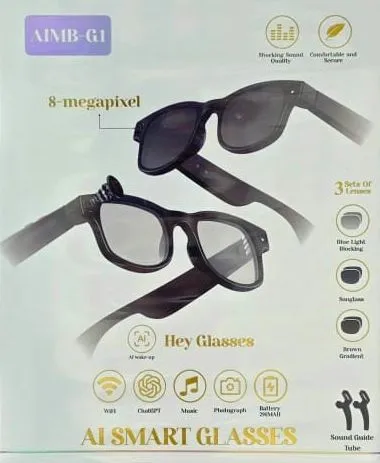 AIMB-G1
Working Sound
Quality
Comfortable and
Secure
8-megapixel
3 Sets Of
Lenses
Blue Light
Blocking
Sunglass
Brown
Gradient
AI
AI wake-up
Hey Glasses
WiFi
ChatGPT
Music
Photograph
Battery
290MAH
Sound Guide
Tube
AI SMART GLASSES